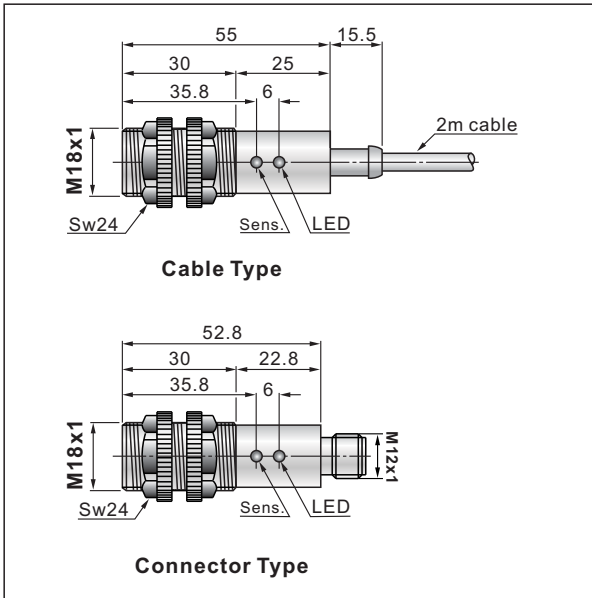 55
15.5
30
25
35.8
6
M18x1
2m cable
Sw24
Sens.
LED
Cable Type
52.8
30
22.8
35.8
6
M18x1
M12x1
Sw24
Sens.
LED
Connector Type